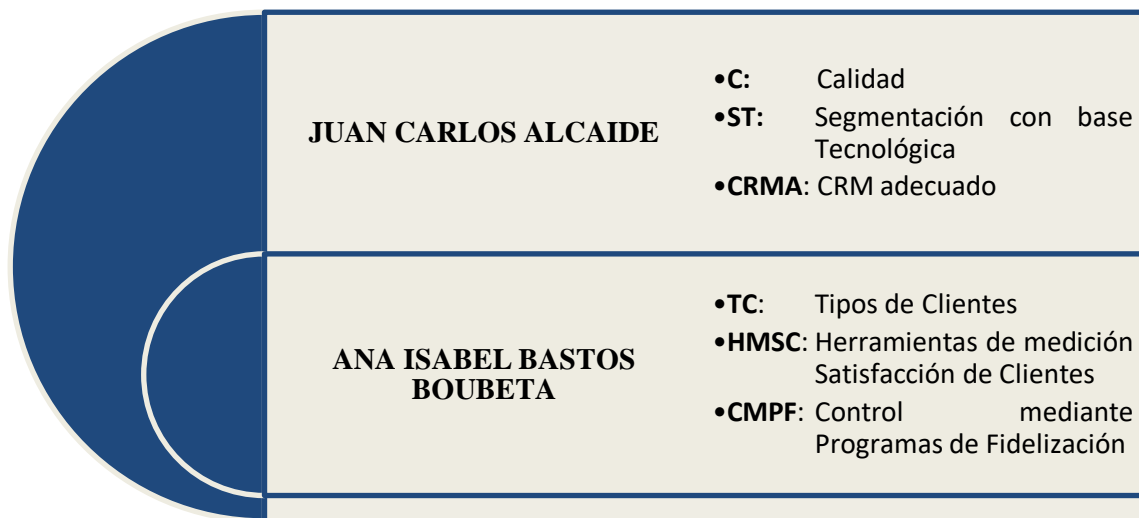 JUAN CARLOS ALCAIDE
•C: Calidad
•ST: Segmentación con base
Tecnológica
•CRMA: CRM adecuado
ANA ISABEL BASTOS
BOUBETA
•TC: Tipos de Clientes
•HMSC: Herramientas de medición
Satisfacción de Clientes
•CMPF: Control mediante
Programas de Fidelización